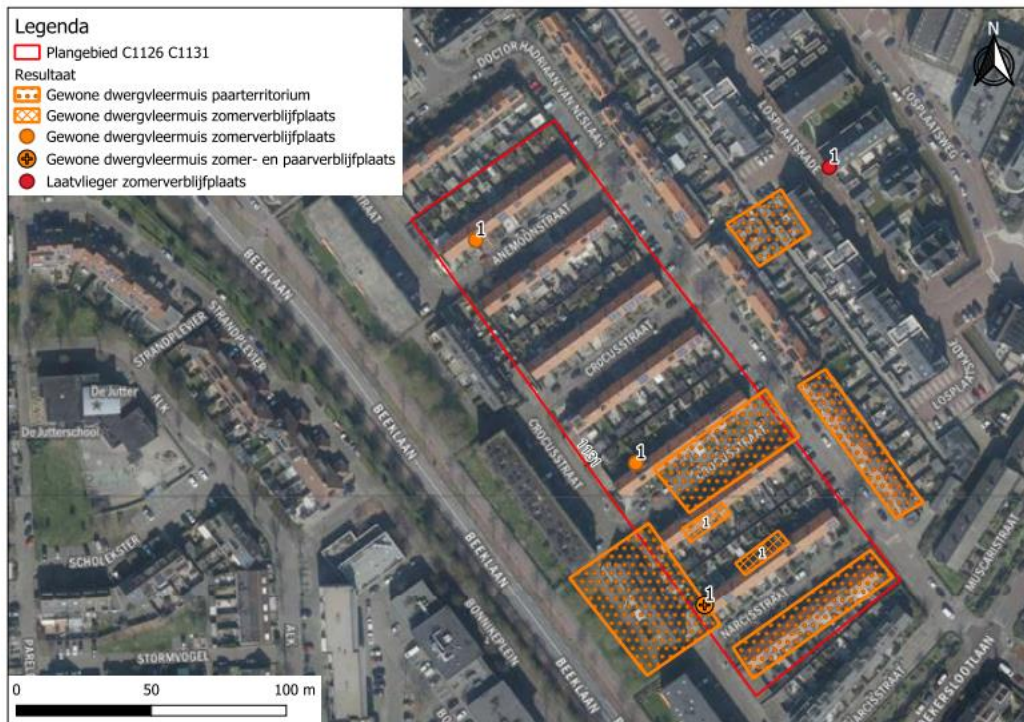 Legenda
Plangebied C1126 C1131
Resultaat
Gewone dwergvleermuis paarterritorium
Gewone dwergvleermuis zomerverblijfplaats
Gewone dwergvleermuis zomerverblijfplaats
Gewone dwergvleermuis zomer- en paarverblijfplaats
Laatvlieger zomerverblijfplaats
N
DOCTOR HADRIAAN VAN NESLAAN
LOSPLAATSKADE
LOSPLAATSWEG
1
1
STRAAT
ANEMOONSTRAAT
BEEKLAAN
STRANDPLEVIER
STRANDPLEVIER
CROCUSSTRAAT
LOSPLAATSKADE
De Jutter
ALK
De Jutterschool
BEEKLAAN
CROCUSSTRAAT
1131
1
CROCUSSTRAAT
1
1
SCHOLEKSTER
BEEKLAAN
1
MUSCARISTRAAT
NARCISSTRAAT
BONNIKEPLEIN
ALK
STORMVOGEL
BEEKLAAN
0 50 100 m